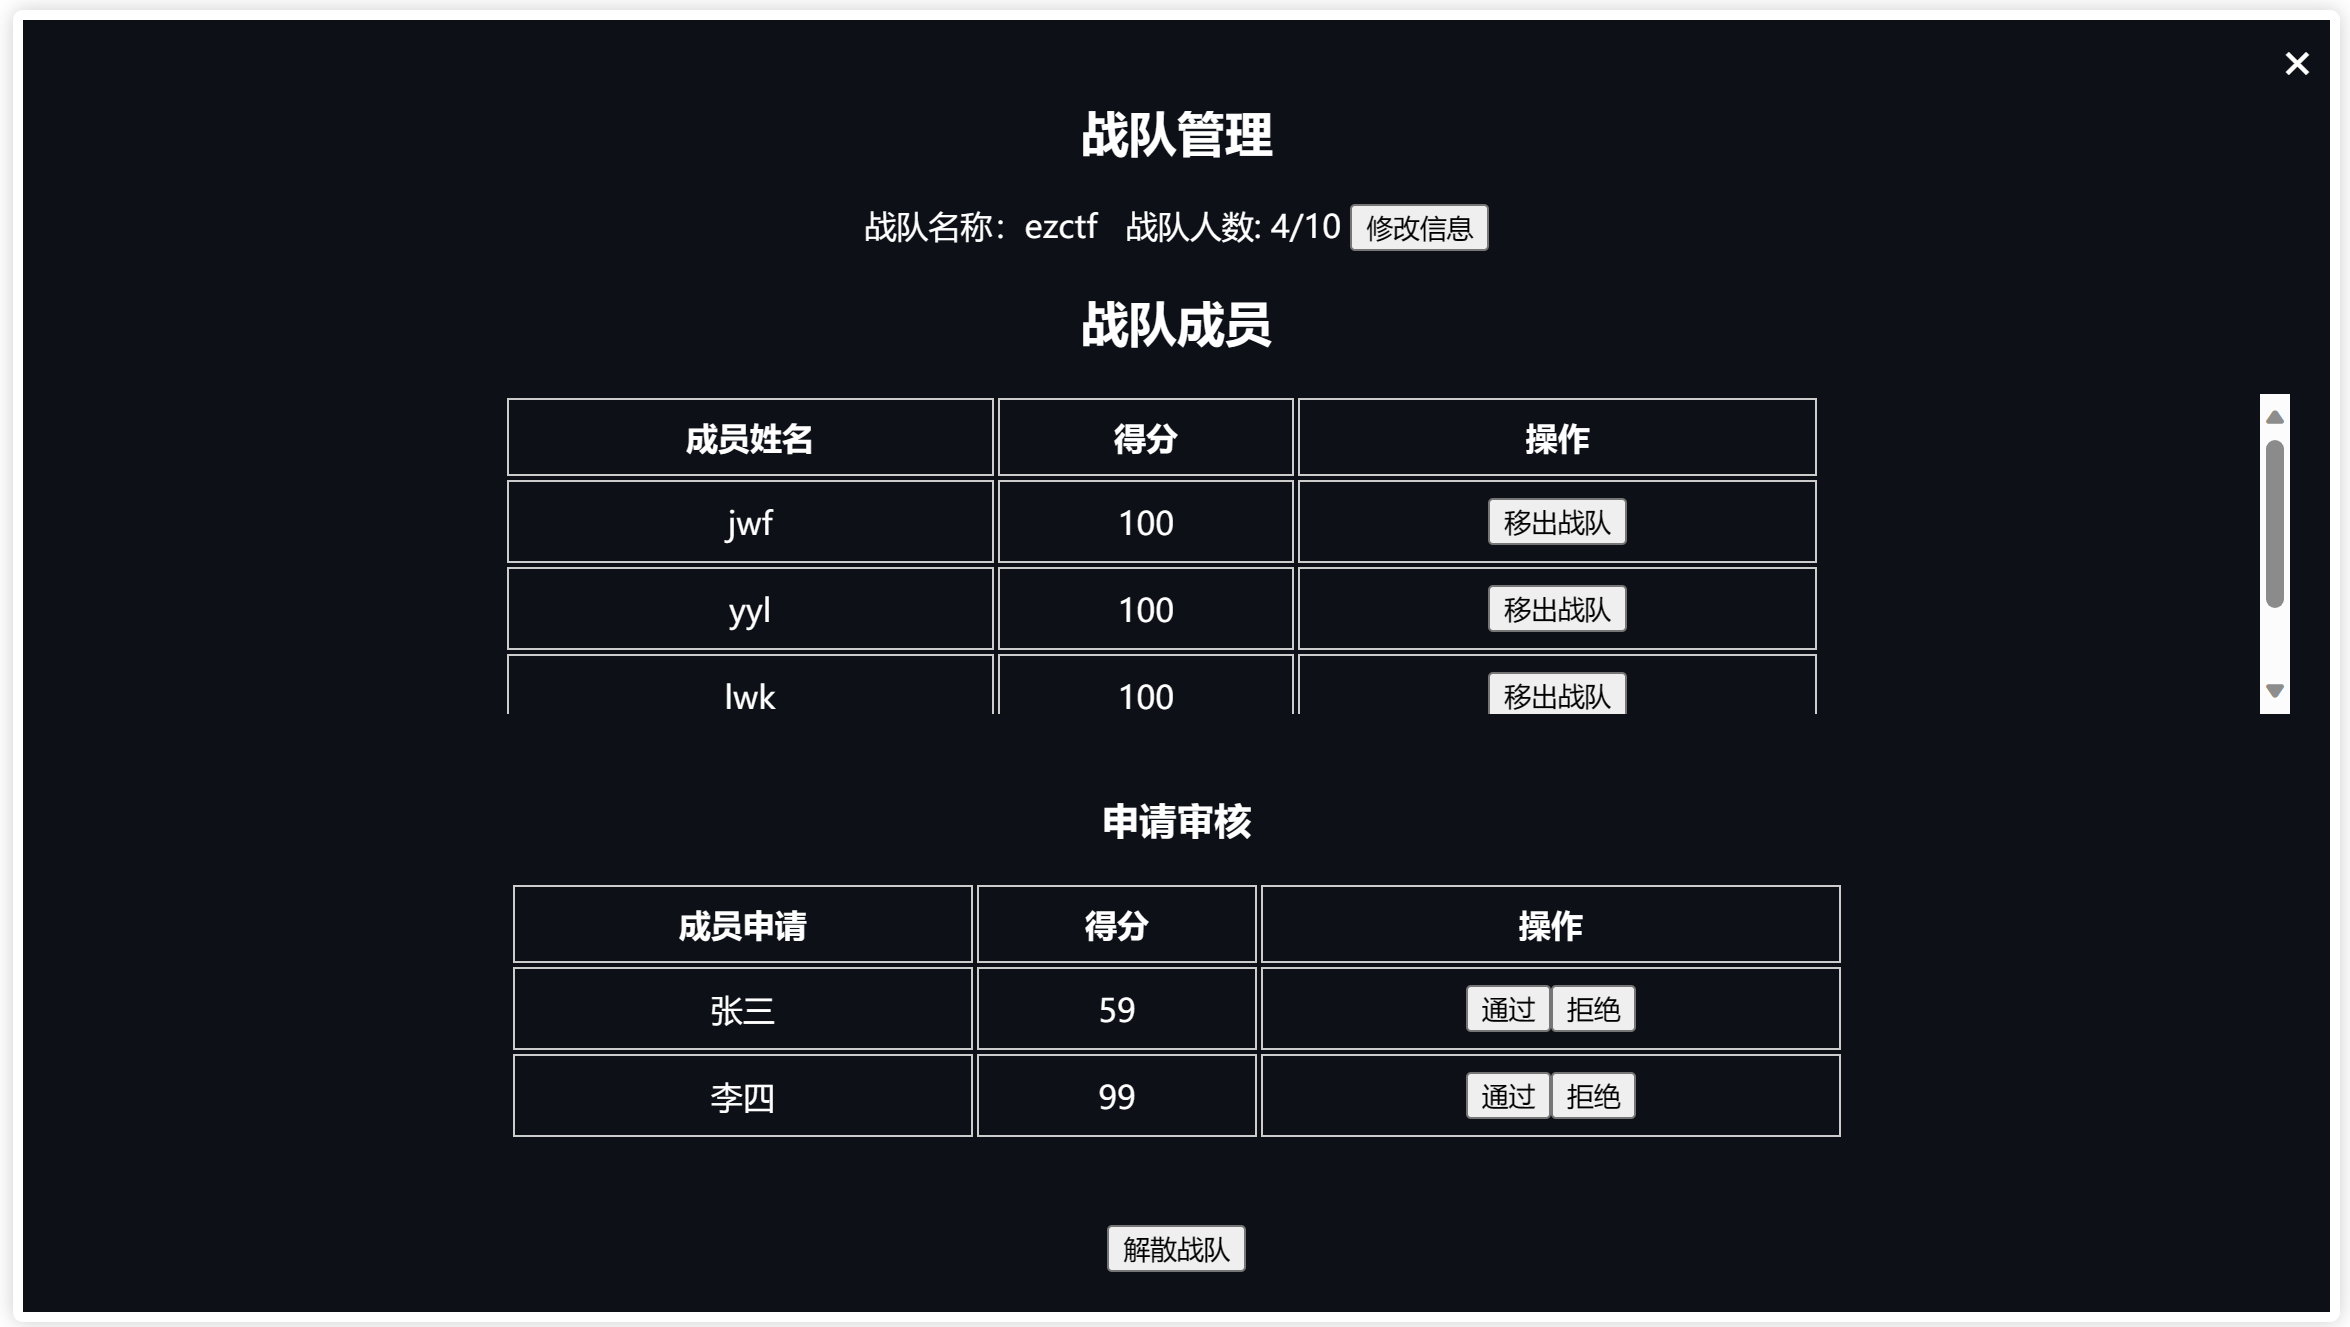 战队管理
战队名称：ezctf 战队人数: 4/10 修改信息
战队成员
成员姓名 得分 操作
jwf 100 移出战队
yyl 100 移出战队
lwk 100 移出战队
申请审核
成员申请 得分 操作
张三 59 通过 拒绝
李四 99 通过 拒绝
解散战队